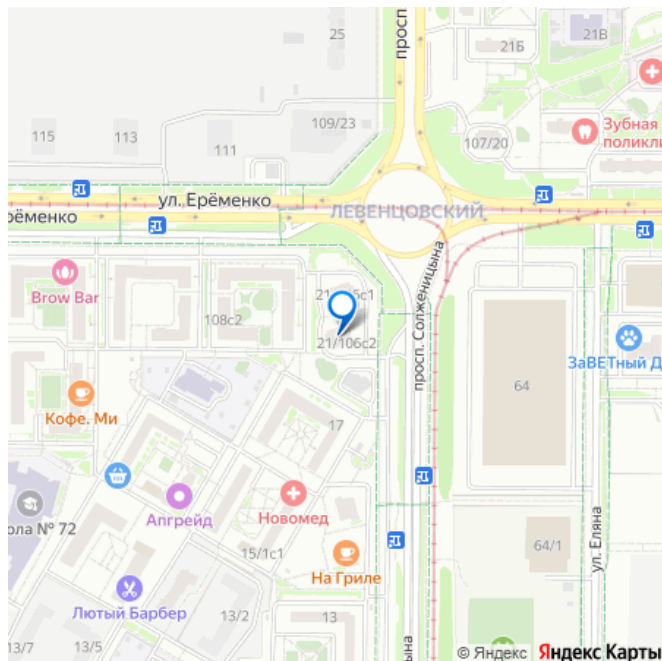 25
просп
21Б
21В
115
113
111
109/23
107/20
Зубная
поликли
ул. Ерёменко
рёменко
ЛЕВЕНЦОВСКИЙ
Brow Bar
108с2
21/106с2
просп. Солженицына
64
ЗаВЕТный Д
Кофе. Ми
17
ола № 72
Апгрейд
Новомед
15/1с1
На Гриле
64/1
ул. Еляна
Лютый Барбер
13/2
13
13/7
13/5
цына
© Яндекс Яндекс Карты